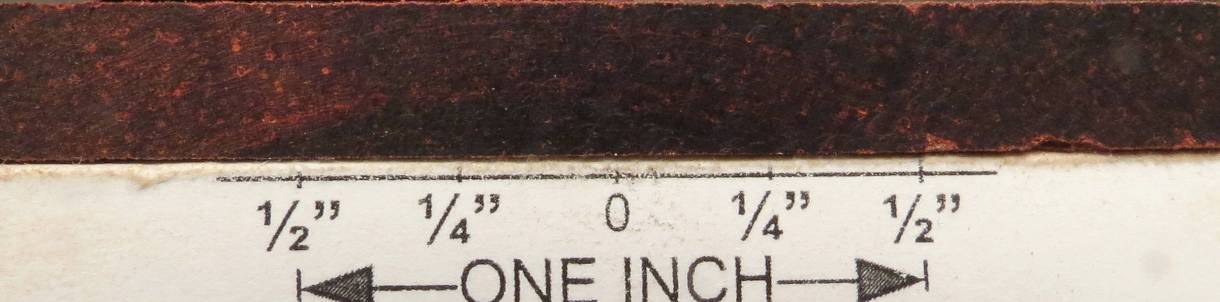 ½” ¼” 0 ¼” ½”
ONE INCH